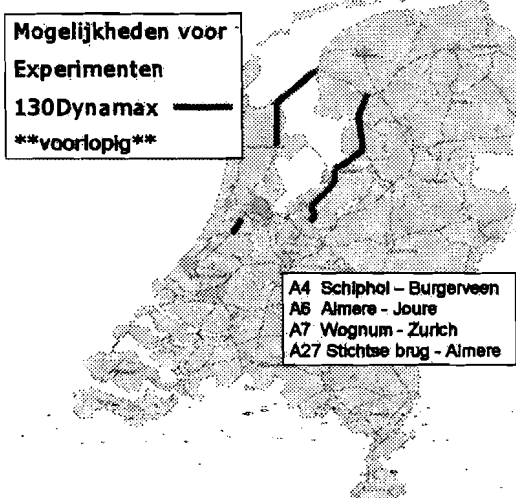 Mogelijkheden voor
Experimenten
130Dynamax
**voorlopig**
A4 Schiphol – Burgerveen
A6 Almere - Joure
A7 Wognum - Zurich
A27 Stichtse brug - Almere